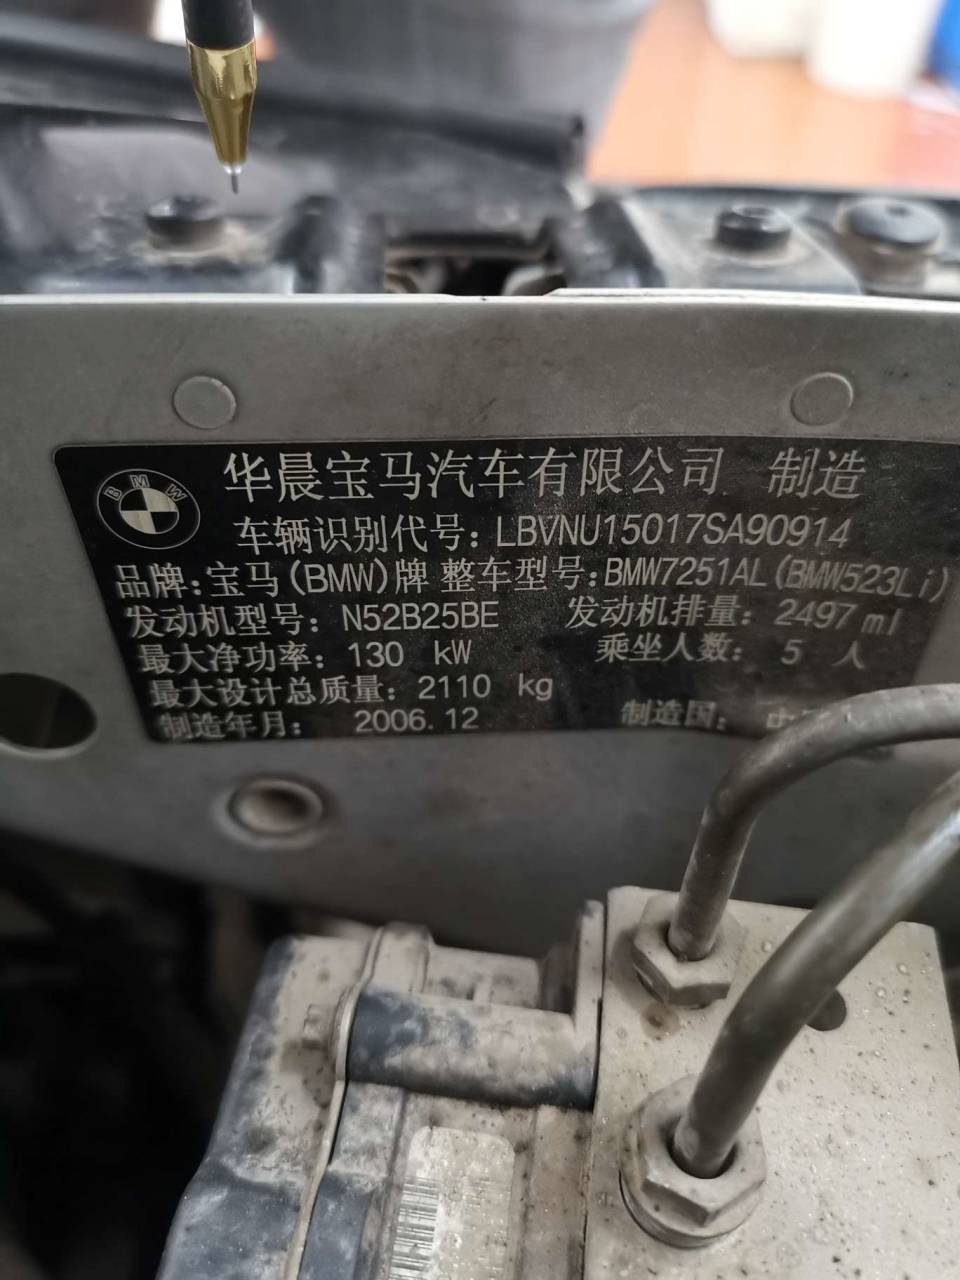 BMW
华晨宝马汽车有限公司 制造
车辆识别代号：LBVNU15017SA90914
品牌：宝马(BMW)牌 整车型号：BMW7251AL(BMW523Li)
发动机型号：N52B25BE 发动机排量：2497 ml
最大净功率：130 kW 乘坐人数：5 人
最大设计总质量：2110 kg
制造年月：2006.12 制造国：中